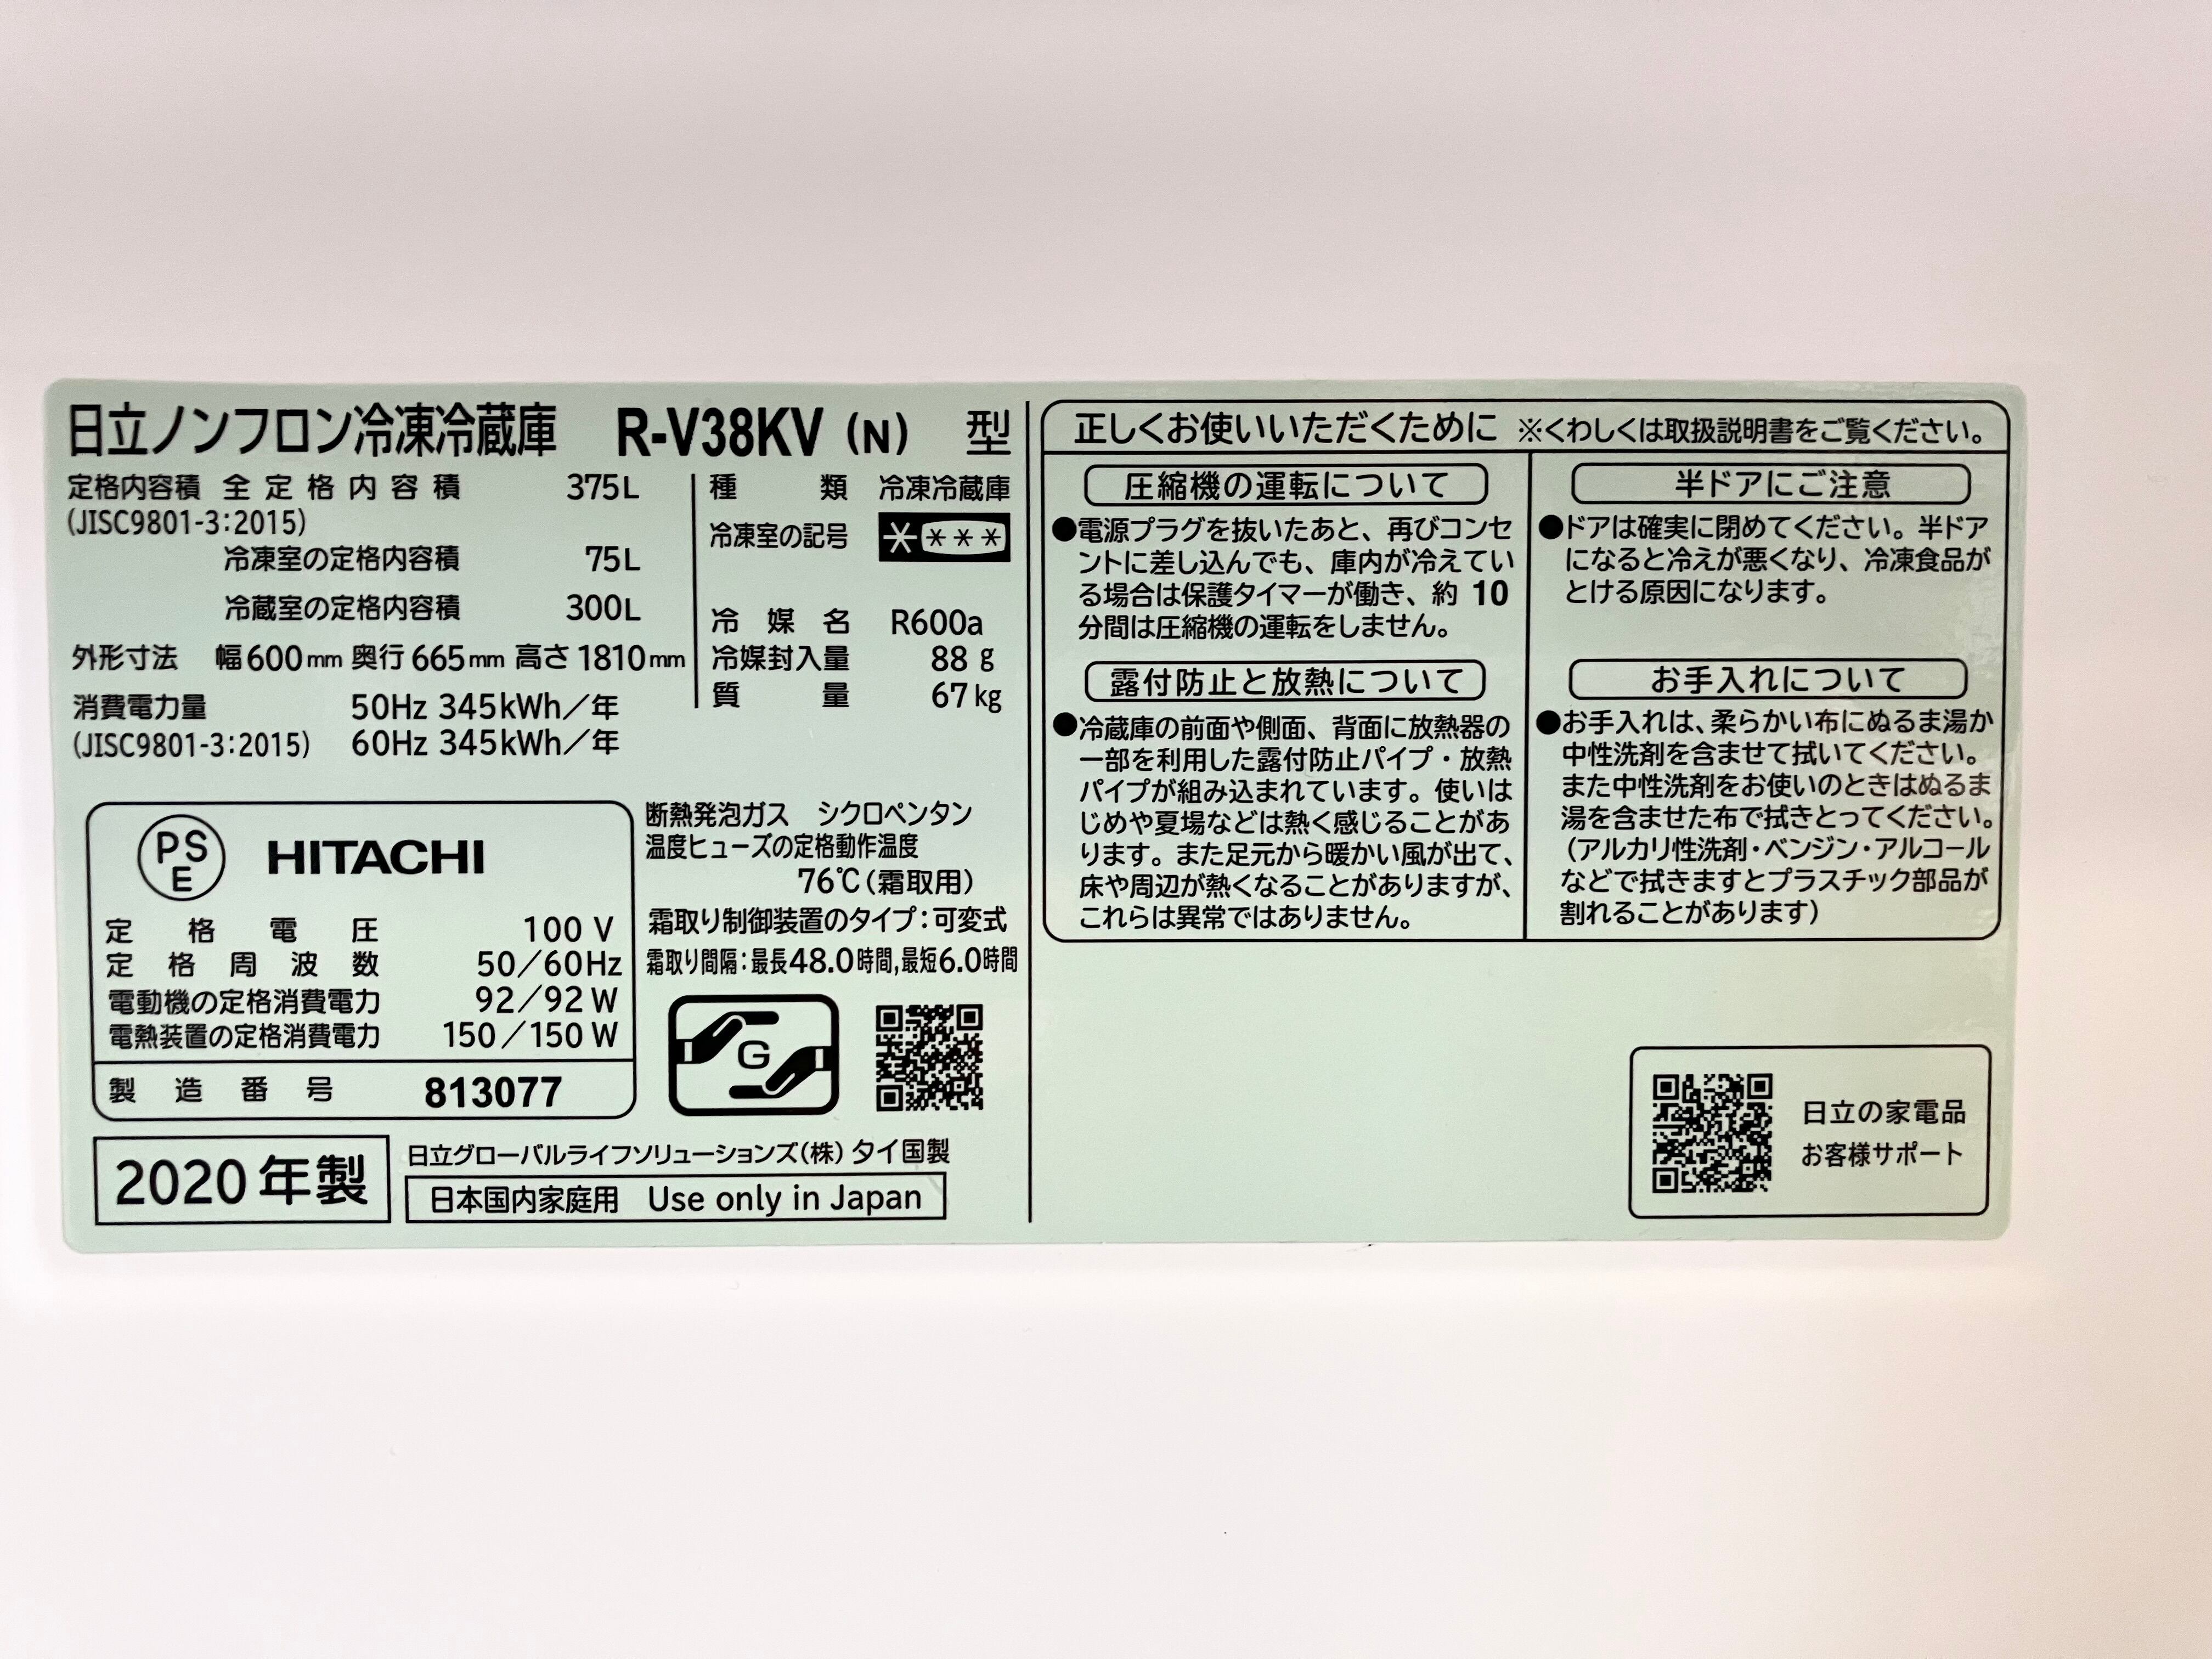 日立ノンフロン冷凍冷蔵庫 R-V38KV (N) 型
定格内容積 全定格内容積 375L
(JISC9801-3:2015)
冷凍室の定格内容積 75L
冷蔵室の定格内容積 300L
外形寸法 幅600mm 奥行665mm 高さ1810mm
消費電力量 50Hz 345kWh/年
(JISC9801-3:2015) 60Hz 345kWh/年
種類 冷凍冷蔵庫
冷凍室の記号 ＊＊＊＊
冷媒名 R600a
冷媒封入量 88 g
質量 67kg
PSE HITACHI
定格電圧 100 V
定格周波数 50/60Hz
電動機の定格消費電力 92/92 W
電熱装置の定格消費電力 150/150 W
製造番号 813077
断熱発泡ガス シクロペンタン
温度ヒューズの定格動作温度
76℃(霜取用)
霜取り制御装置のタイプ:可変式
霜取り間隔:最長48.0時間,最短6.0時間
G
2020年製
日立グローバルライフソリューションズ(株) タイ国製
日本国内家庭用 Use only in Japan
正しくお使いいただくために ※くわしくは取扱説明書をご覧ください。
圧縮機の運転について
●電源プラグを抜いたあと、再びコンセ
ントに差し込んでも、庫内が冷えてい
る場合は保護タイマーが働き、約 10
分間は圧縮機の運転をしません。
露付防止と放熱について
●冷蔵庫の前面や側面、背面に放熱器の
一部を利用した露付防止パイプ・放熱
パイプが組み込まれています。使いは
じめや夏場などは熱く感じることがあ
ります。また足元から暖かい風が出て、
床や周辺が熱くなることがありますが、
これらは異常ではありません。
半ドアにご注意
●ドアは確実に閉めてください。半ドア
になると冷えが悪くなり、冷凍食品が
とける原因になります。
お手入れについて
●お手入れは、柔らかい布にぬるま湯か
中性洗剤を含ませて拭いてください。
また中性洗剤をお使いのときはぬるま
湯を含ませた布で拭きとってください。
(アルカリ性洗剤・ベンジン・アルコール
などで拭きますとプラスチック部品が
割れることがあります)
日立の家電品
お客様サポート